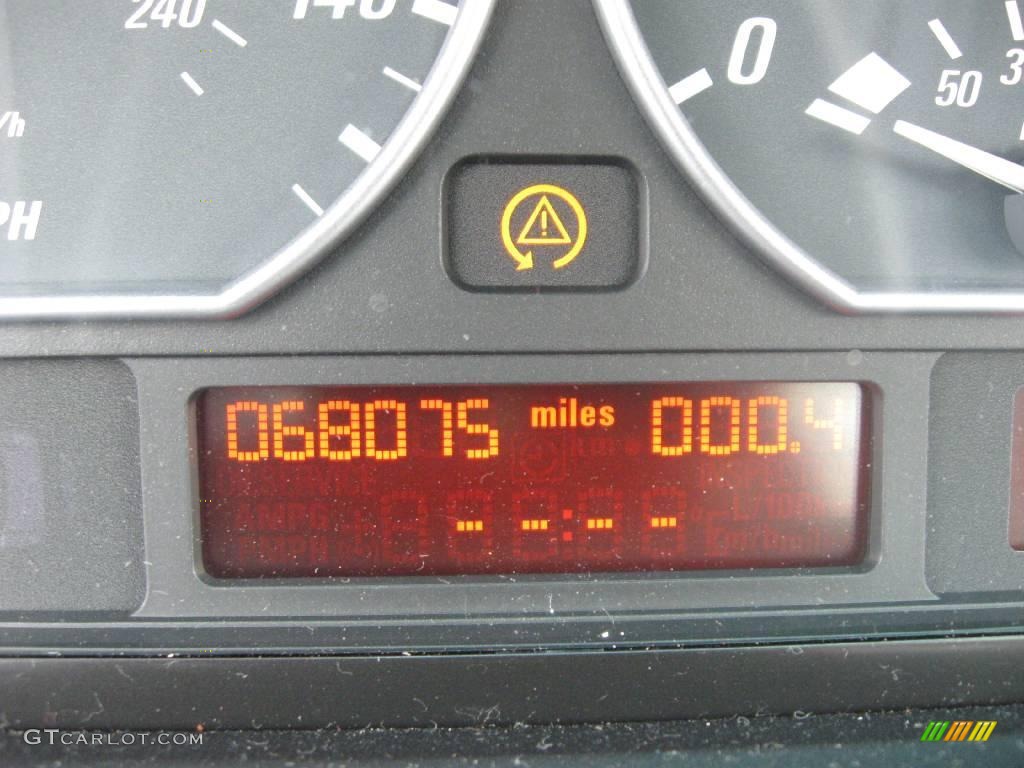 240 140 0 50
PH
068075 miles 000.4
- -:- -
GTCARLOT.COM